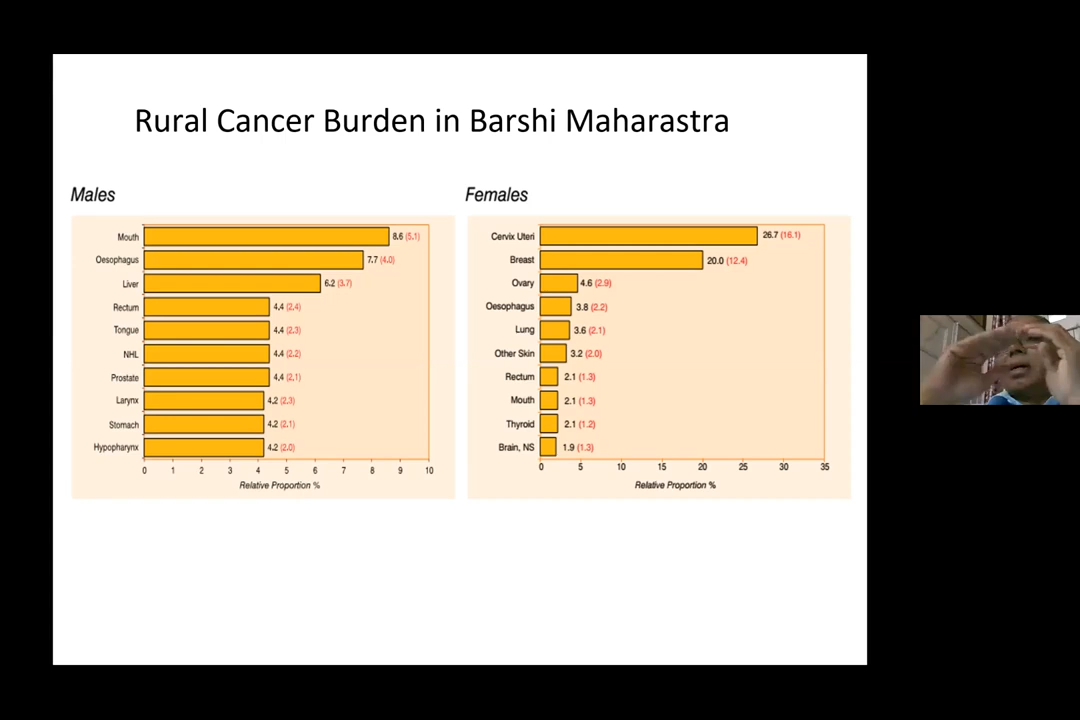 Rural Cancer Burden in Barshi Maharastra
Males
Mouth 8.6 (5.1)
Oesophagus 7.7 (4.0)
Liver 6.2 (3.7)
Rectum 4.4 (2.4)
Tongue 4.4 (2.3)
NHL 4.4 (2.2)
Prostate 4.4 (2.1)
Larynx 4.2 (2.3)
Stomach 4.2 (2.1)
Hypopharynx 4.2 (2.0)
0 1 2 3 4 5 6 7 8 9 10
Relative Proportion %
Females
Cervix Uteri 26.7 (16.1)
Breast 20.0 (12.4)
Ovary 4.6 (2.9)
Oesophagus 3.8 (2.2)
Lung 3.6 (2.1)
Other Skin 3.2 (2.0)
Rectum 2.1 (1.3)
Mouth 2.1 (1.3)
Thyroid 2.1 (1.2)
Brain, NS 1.9 (1.3)
0 5 10 15 20 25 30 35
Relative Proportion %